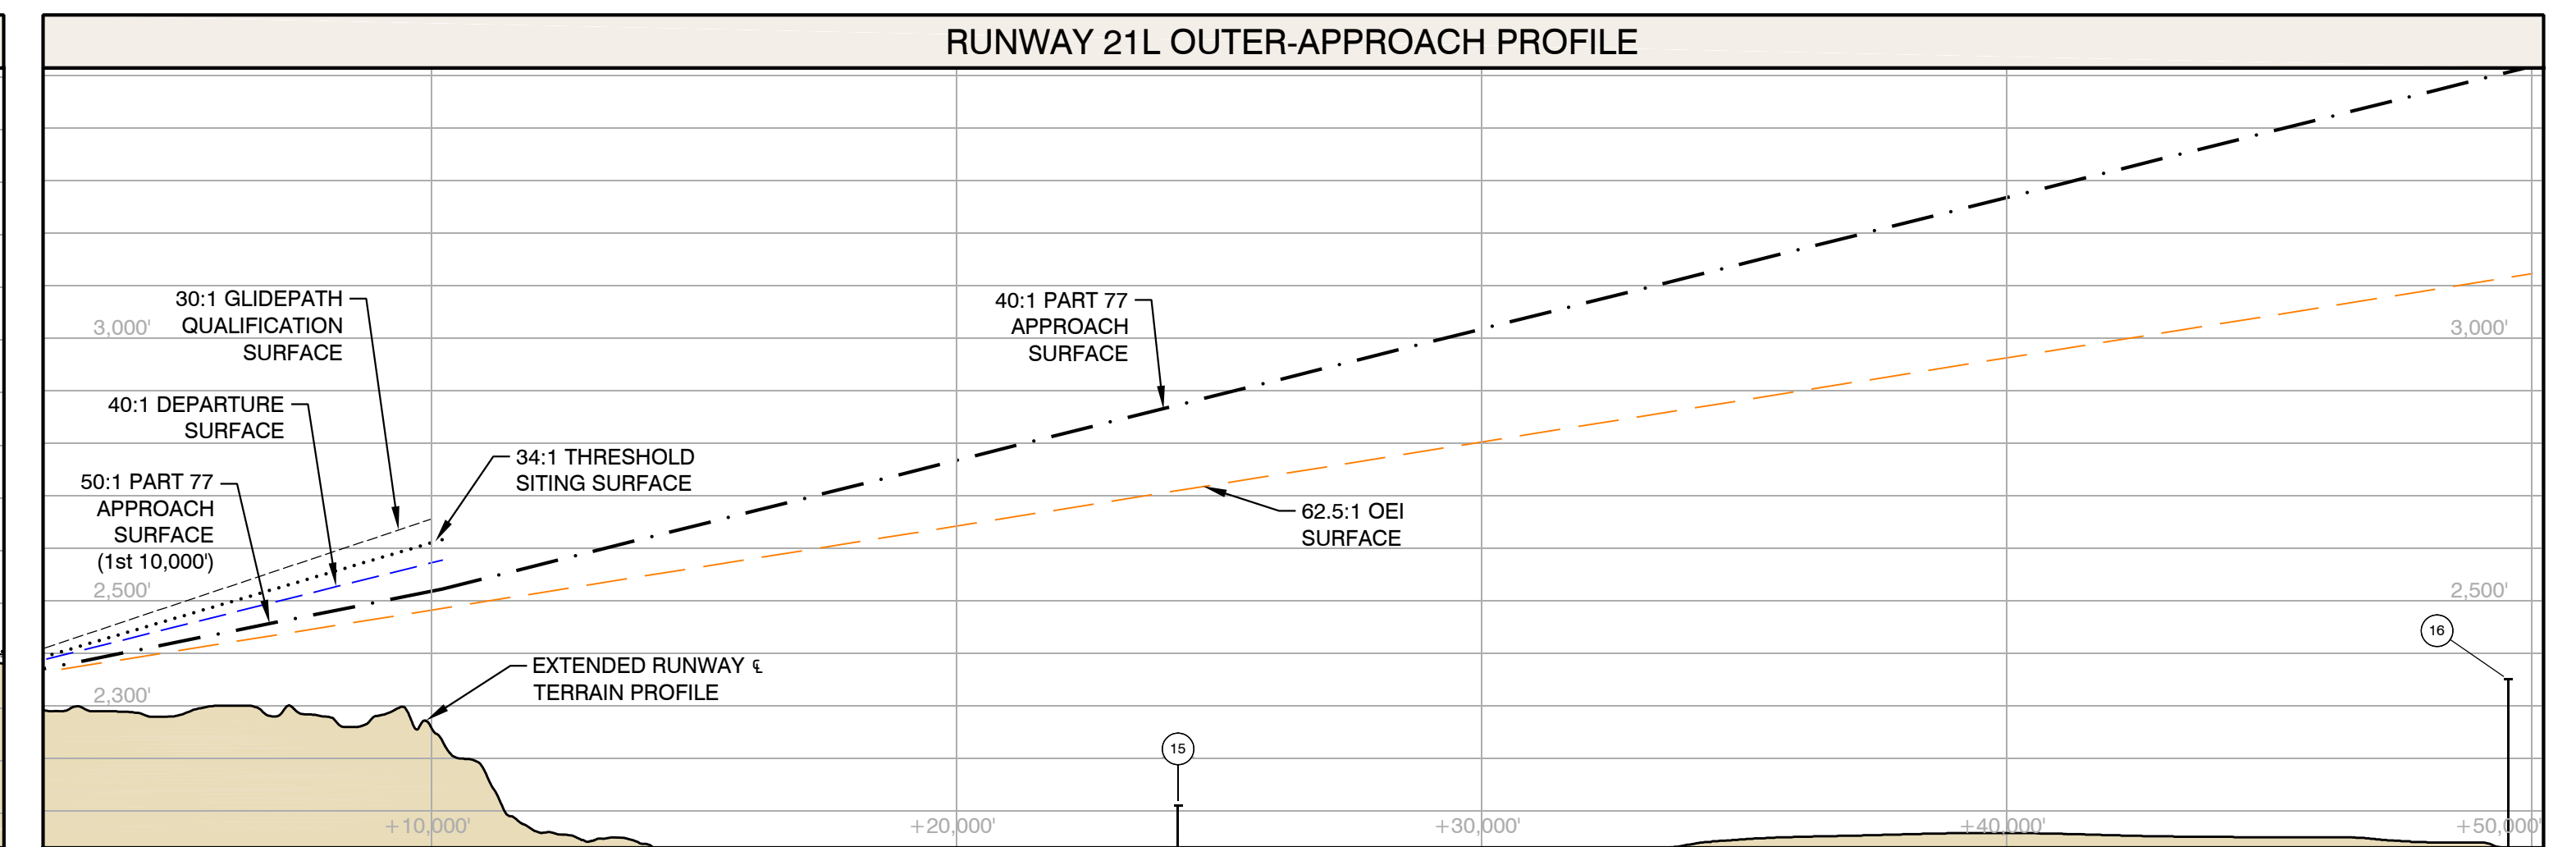 RUNWAY 21L OUTER-APPROACH PROFILE
30:1 GLIDEPATH
QUALIFICATION
SURFACE
3,000'
40:1 PART 77
APPROACH
SURFACE
3,000'
40:1 DEPARTURE
SURFACE
34:1 THRESHOLD
SITING SURFACE
50:1 PART 77
APPROACH
SURFACE
(1st 10,000')
62.5:1 OEI
SURFACE
2,500'
2,500'
16
EXTENDED RUNWAY ℄
TERRAIN PROFILE
2,300'
15
+10,000'
+20,000'
+30,000'
+40,000'
+50,000'